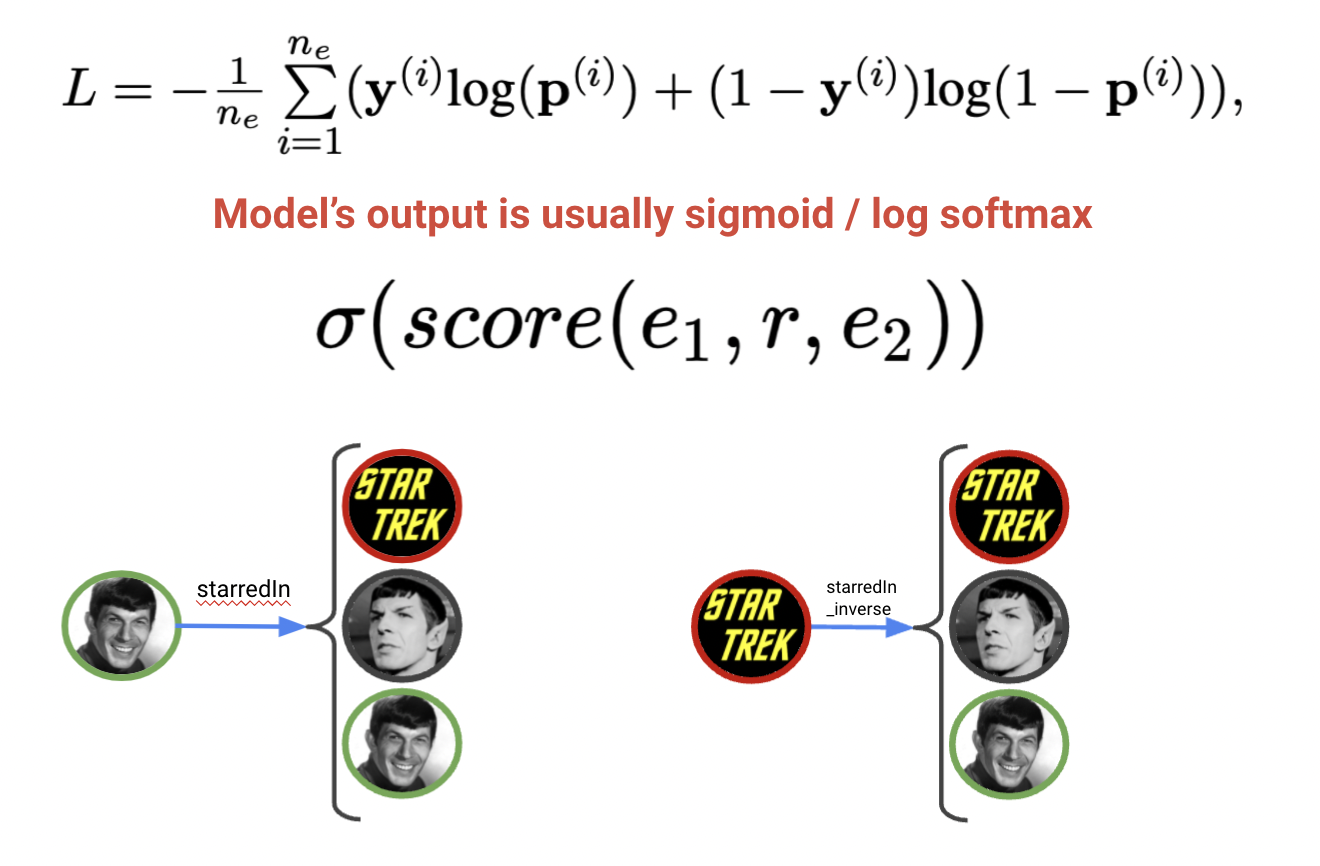 L = −\frac{1}{n_e} \sum_{i=1}^{n_e} (\mathbf{y}^{(i)}\log(\mathbf{p}^{(i)}) + (1 − \mathbf{y}^{(i)})\log(1 − \mathbf{p}^{(i)})),
Model’s output is usually sigmoid / log softmax
σ(score(e_1, r, e_2))
STAR
TREK
starredIn
STAR
TREK
STAR
TREK
starredIn
_inverse